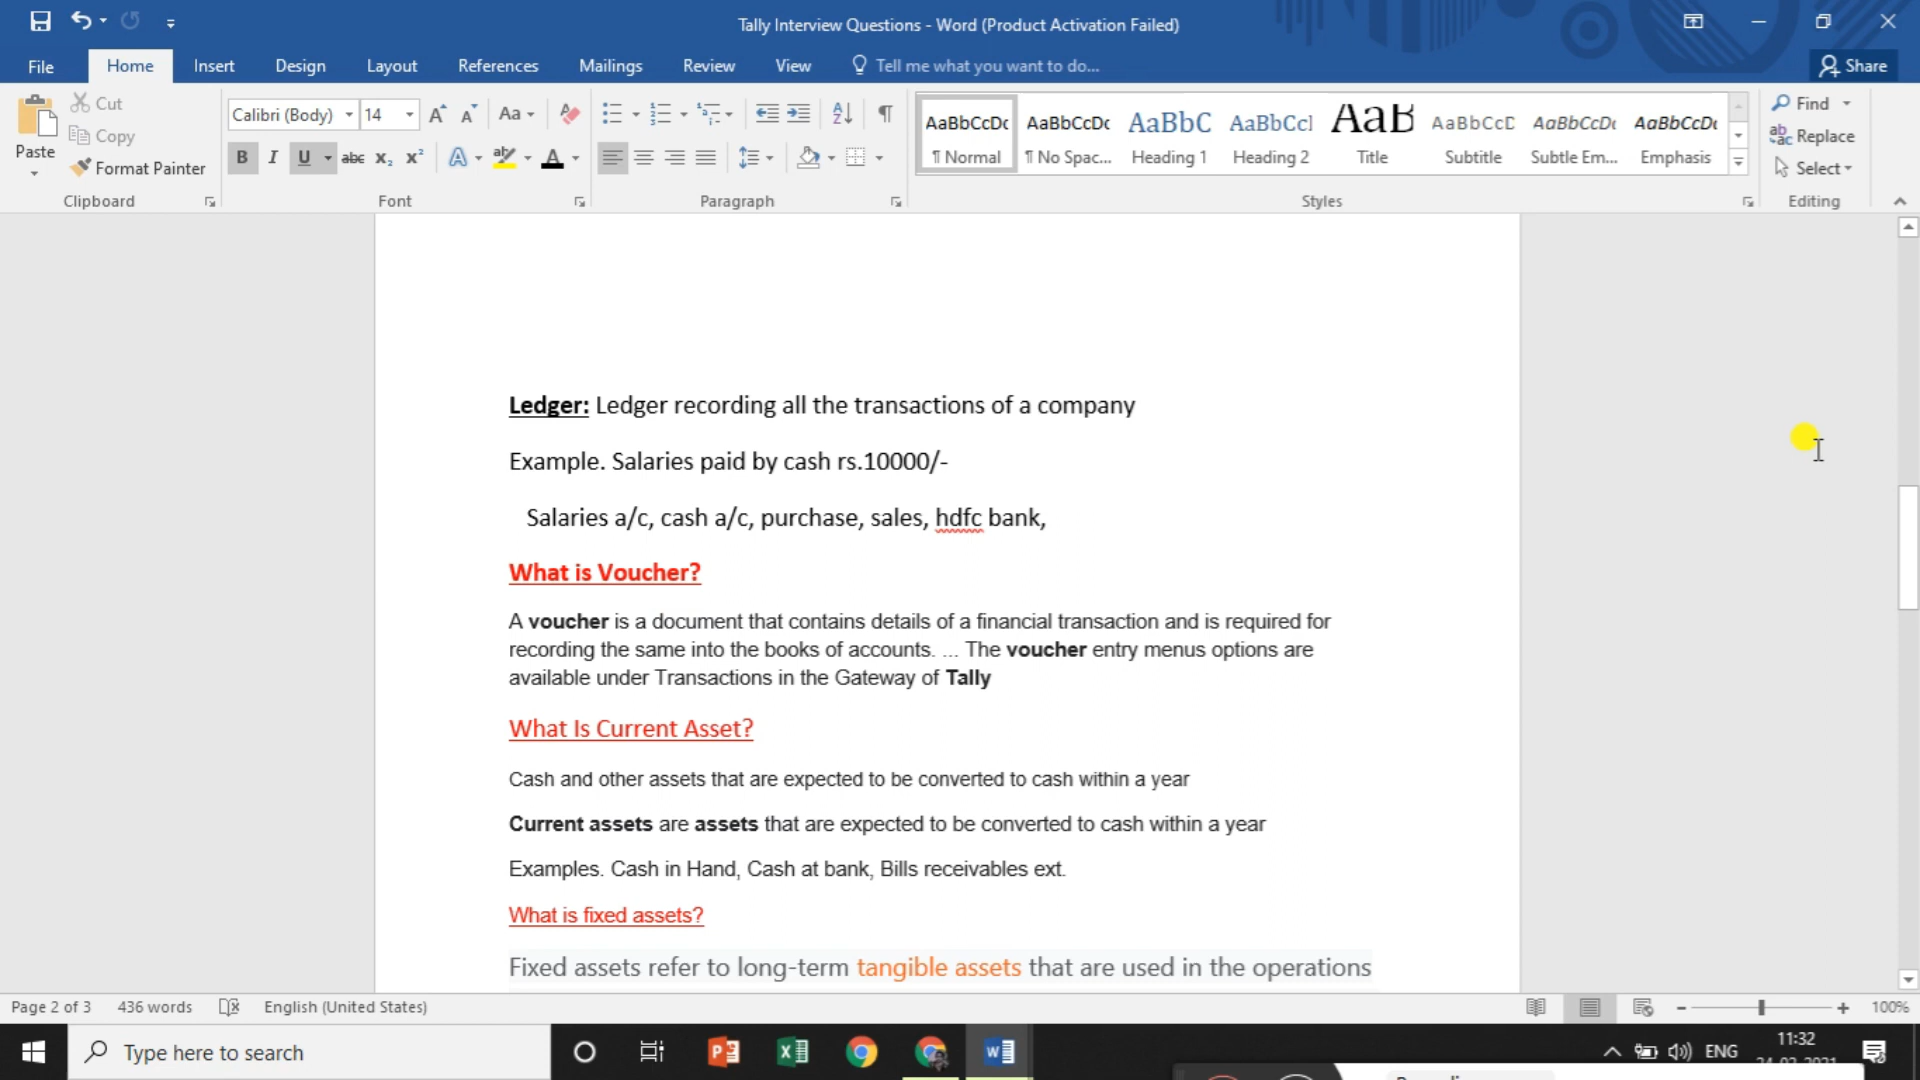 Tally Interview Questions - Word (Product Activation Failed)
File Home Insert Design Layout References Mailings Review View Tell me what you want to do... Share
Paste
Cut
Copy
Format Painter
Clipboard
Calibri (Body) 14 Aa
B I U abc x₂ x² A aby A
Font
Paragraph
AaBbCcDc AaBbCcDc AaBbC AaBbCcl AaB AaBbCcD AaBbCcDt AaBbCcDt
¶ Normal ¶ No Spac... Heading 1 Heading 2 Title Subtitle Subtle Em... Emphasis
Styles
Find
Replace
Select
Editing
Ledger: Ledger recording all the transactions of a company
Example. Salaries paid by cash rs.10000/-
Salaries a/c, cash a/c, purchase, sales, hdfc bank,
What is Voucher?
A voucher is a document that contains details of a financial transaction and is required for
recording the same into the books of accounts. ... The voucher entry menus options are
available under Transactions in the Gateway of Tally
What Is Current Asset?
Cash and other assets that are expected to be converted to cash within a year
Current assets are assets that are expected to be converted to cash within a year
Examples. Cash in Hand, Cash at bank, Bills receivables ext.
What is fixed assets?
Fixed assets refer to long-term tangible assets that are used in the operations
Page 2 of 3 436 words English (United States) 100%
Type here to search
ENG
11:32